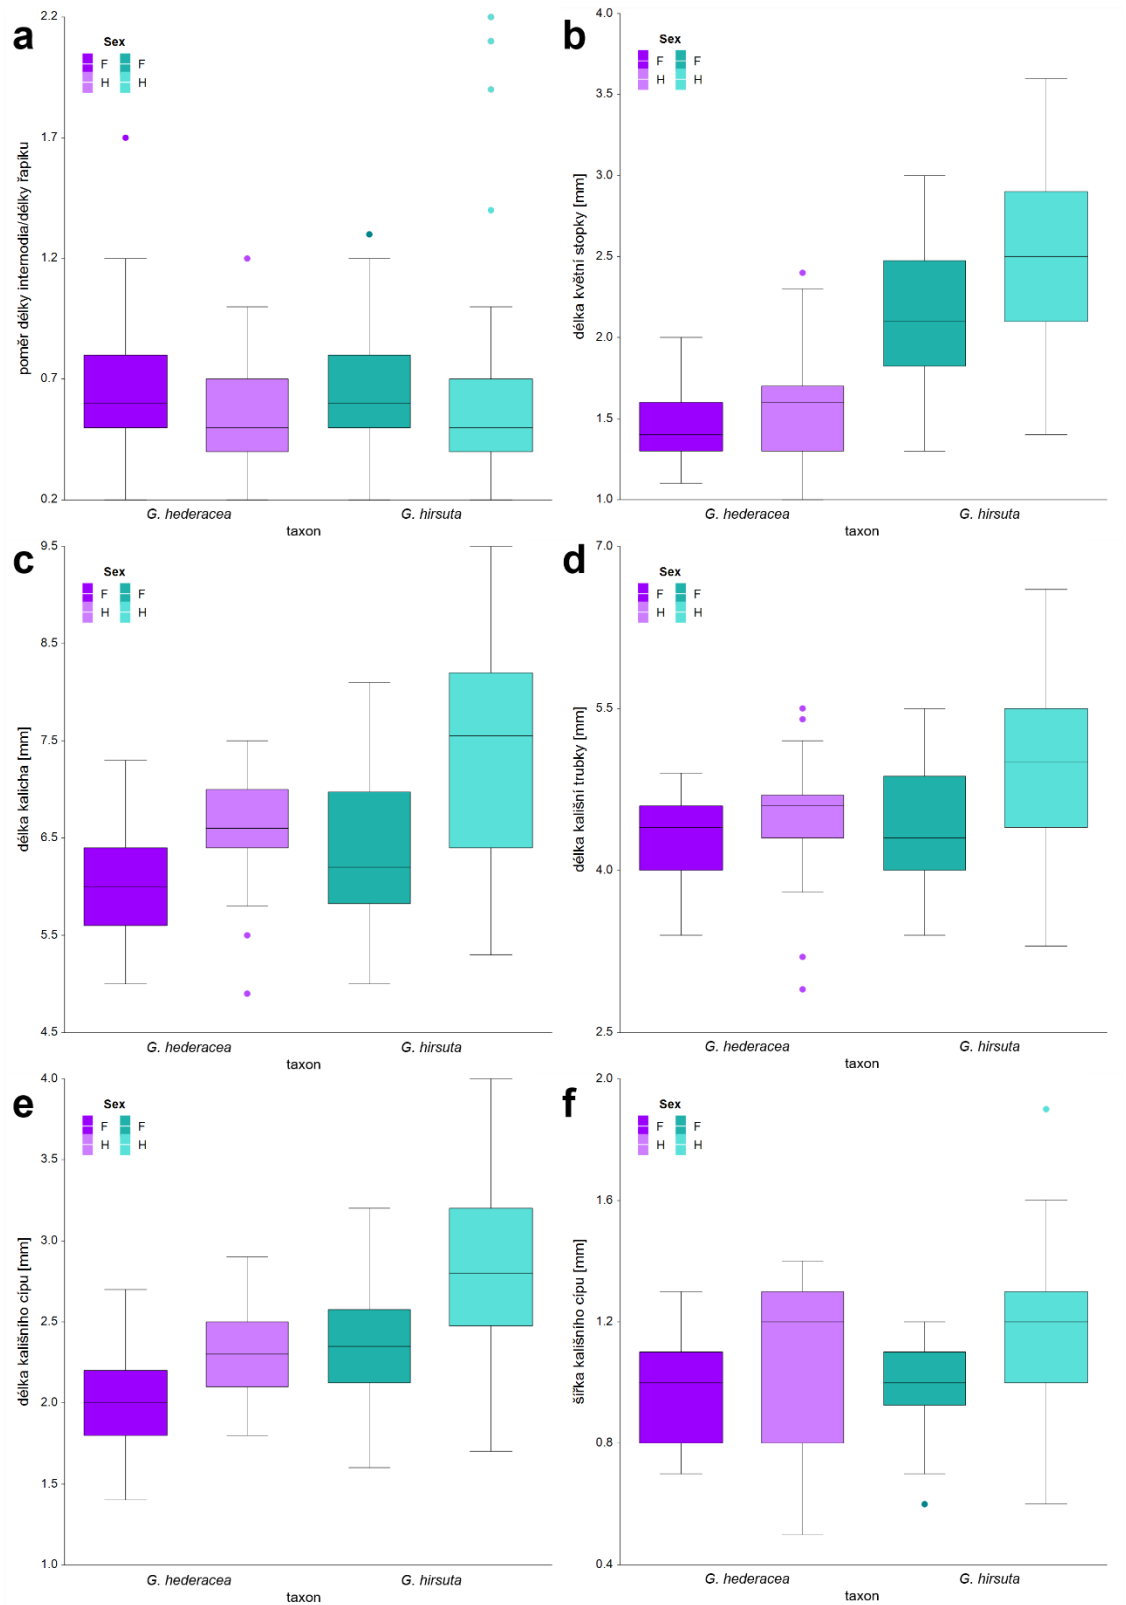 a
Sex
F F
H H
2.2
1.7
1.2
0.7
0.2
poměr délky internodia/délky řapíku
G. hederacea G. hirsuta
taxon
b
Sex
F F
H H
4.0
3.5
3.0
2.5
2.0
1.5
1.0
délka květní stopky [mm]
G. hederacea G. hirsuta
taxon
c
Sex
F F
H H
9.5
8.5
7.5
6.5
5.5
4.5
délka kalicha [mm]
G. hederacea G. hirsuta
taxon
d
Sex
F F
H H
7.0
5.5
4.0
2.5
délka kališní trubky [mm]
G. hederacea G. hirsuta
taxon
e
Sex
F F
H H
4.0
3.5
3.0
2.5
2.0
1.5
1.0
délka kališního cípu [mm]
G. hederacea G. hirsuta
taxon
f
Sex
F F
H H
2.0
1.6
1.2
0.8
0.4
šířka kališního cípu [mm]
G. hederacea G. hirsuta
taxon